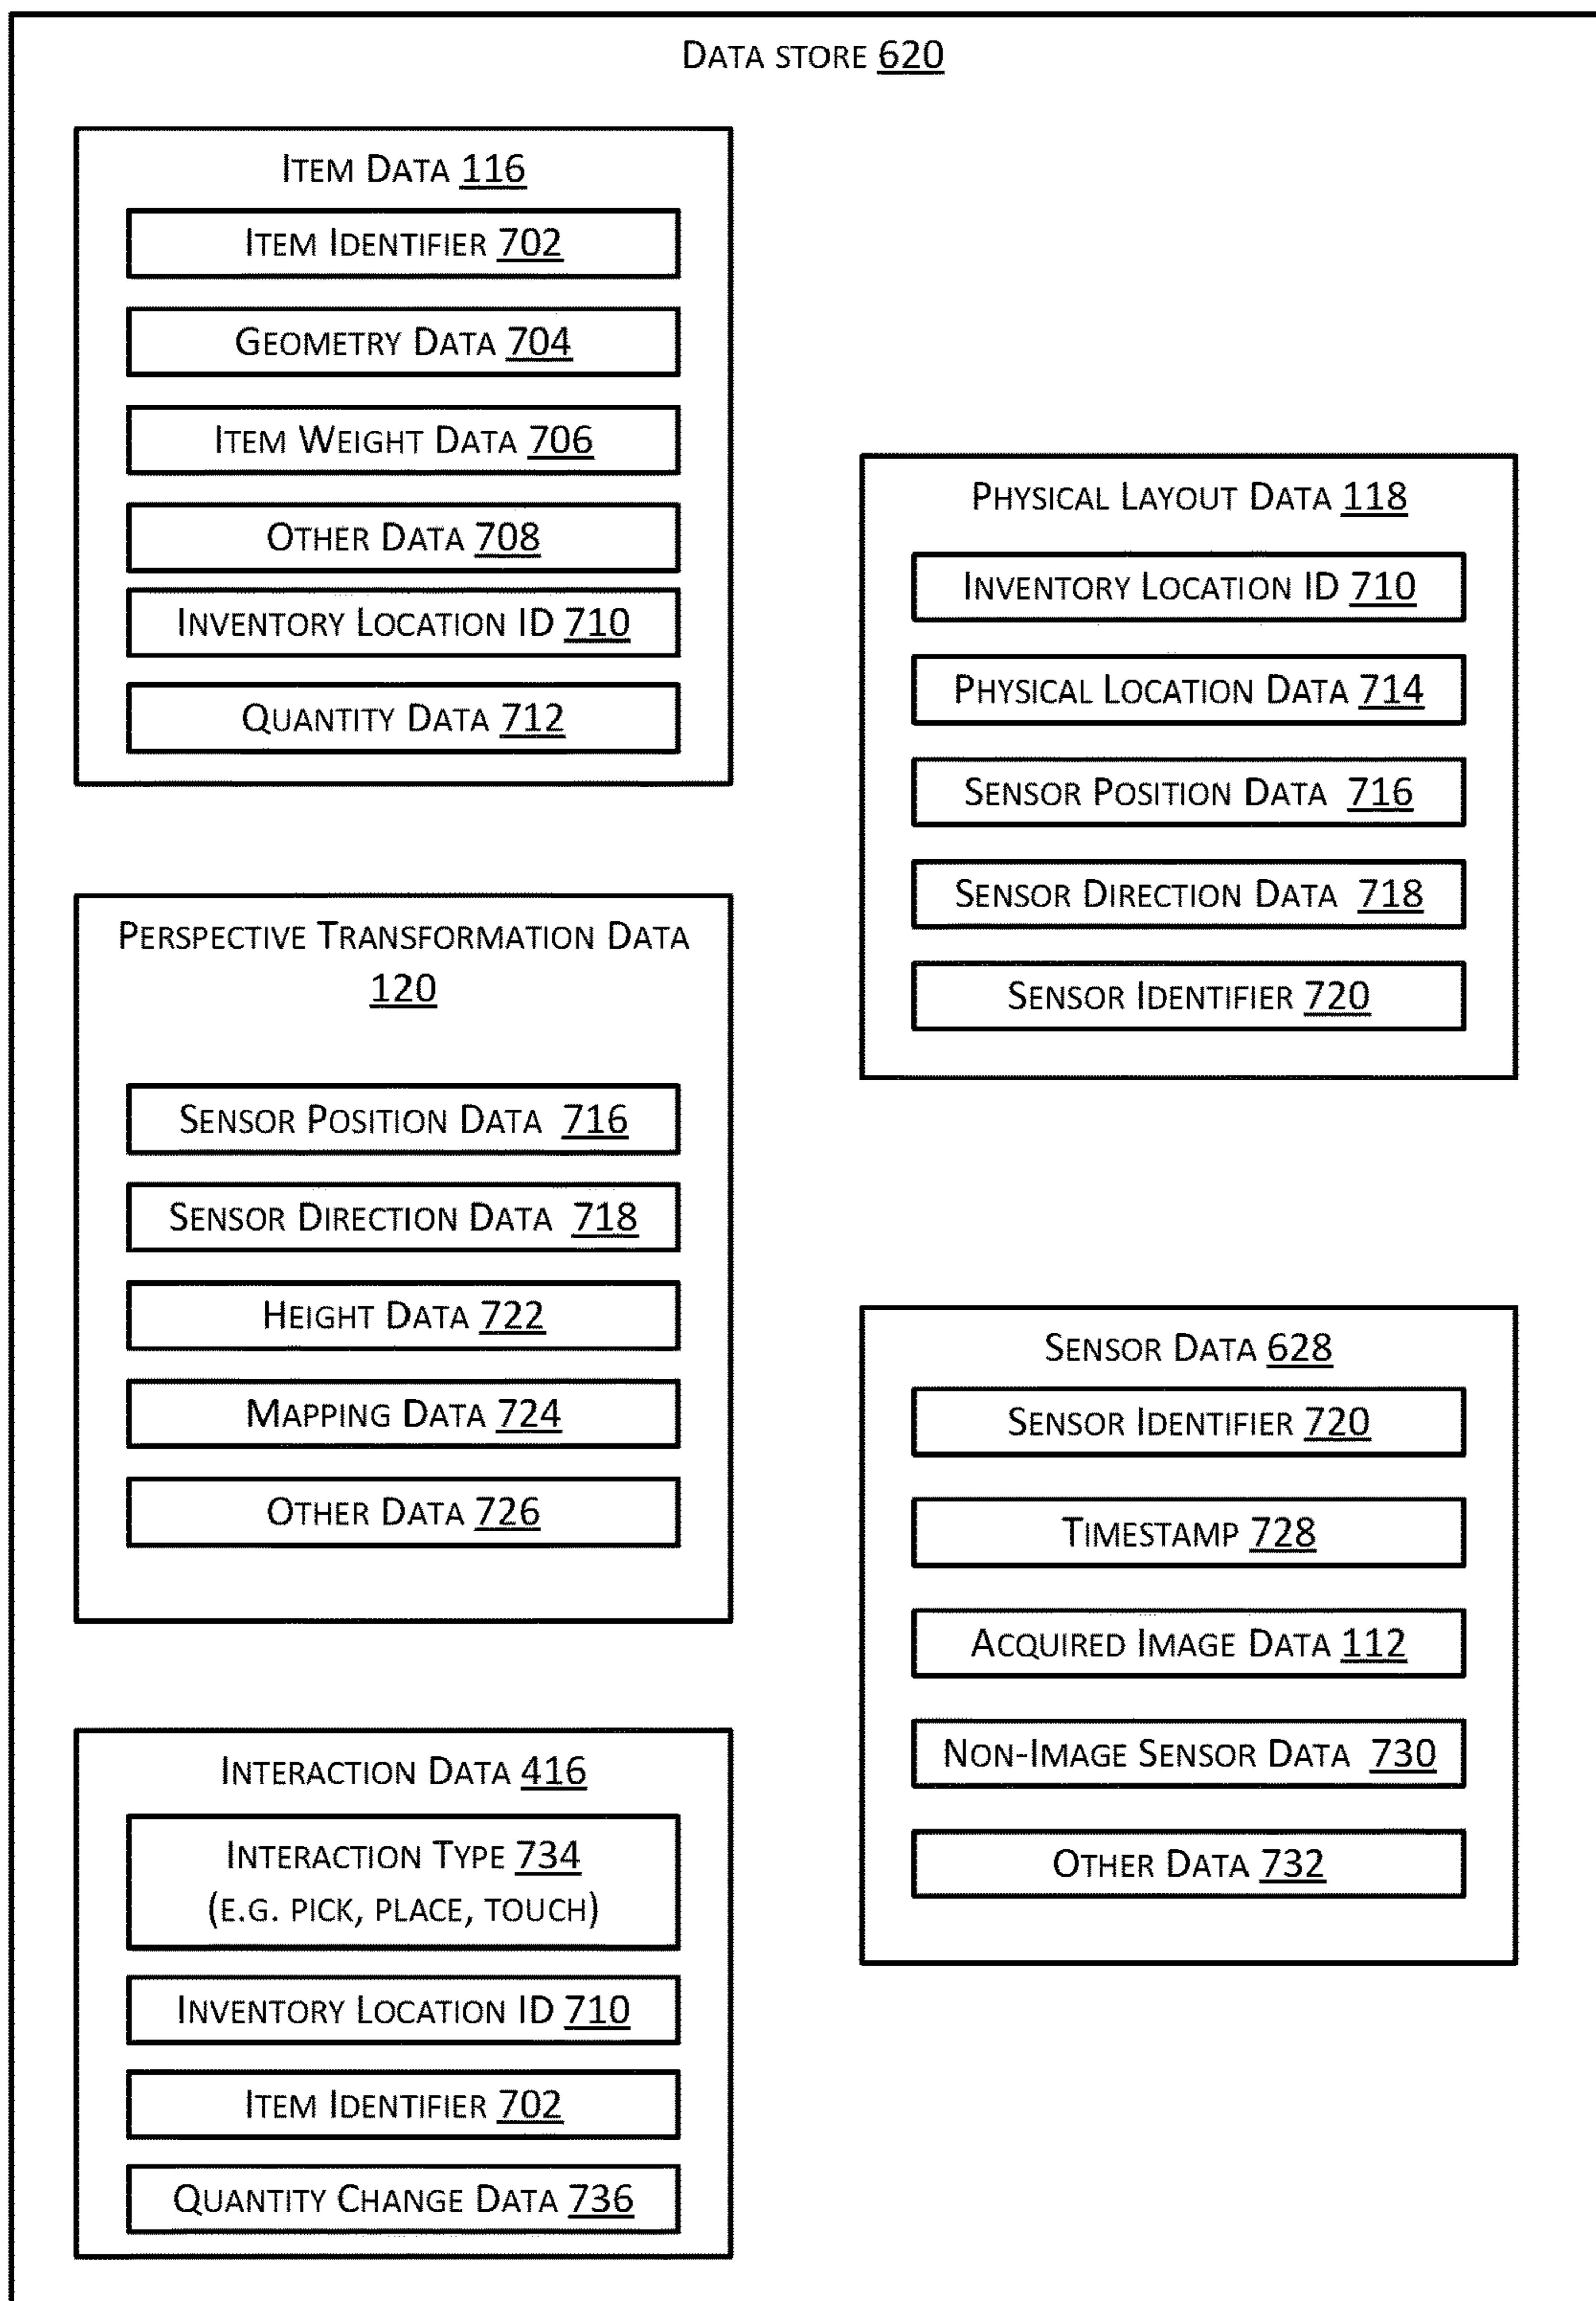 DATA STORE 620
ITEM DATA 116
ITEM IDENTIFIER 702
GEOMETRY DATA 704
ITEM WEIGHT DATA 706
OTHER DATA 708
INVENTORY LOCATION ID 710
QUANTITY DATA 712
PERSPECTIVE TRANSFORMATION DATA
120
SENSOR POSITION DATA 716
SENSOR DIRECTION DATA 718
HEIGHT DATA 722
MAPPING DATA 724
OTHER DATA 726
INTERACTION DATA 416
INTERACTION TYPE 734
(E.G. PICK, PLACE, TOUCH)
INVENTORY LOCATION ID 710
ITEM IDENTIFIER 702
QUANTITY CHANGE DATA 736
PHYSICAL LAYOUT DATA 118
INVENTORY LOCATION ID 710
PHYSICAL LOCATION DATA 714
SENSOR POSITION DATA 716
SENSOR DIRECTION DATA 718
SENSOR IDENTIFIER 720
SENSOR DATA 628
SENSOR IDENTIFIER 720
TIMESTAMP 728
ACQUIRED IMAGE DATA 112
NON-IMAGE SENSOR DATA 730
OTHER DATA 732